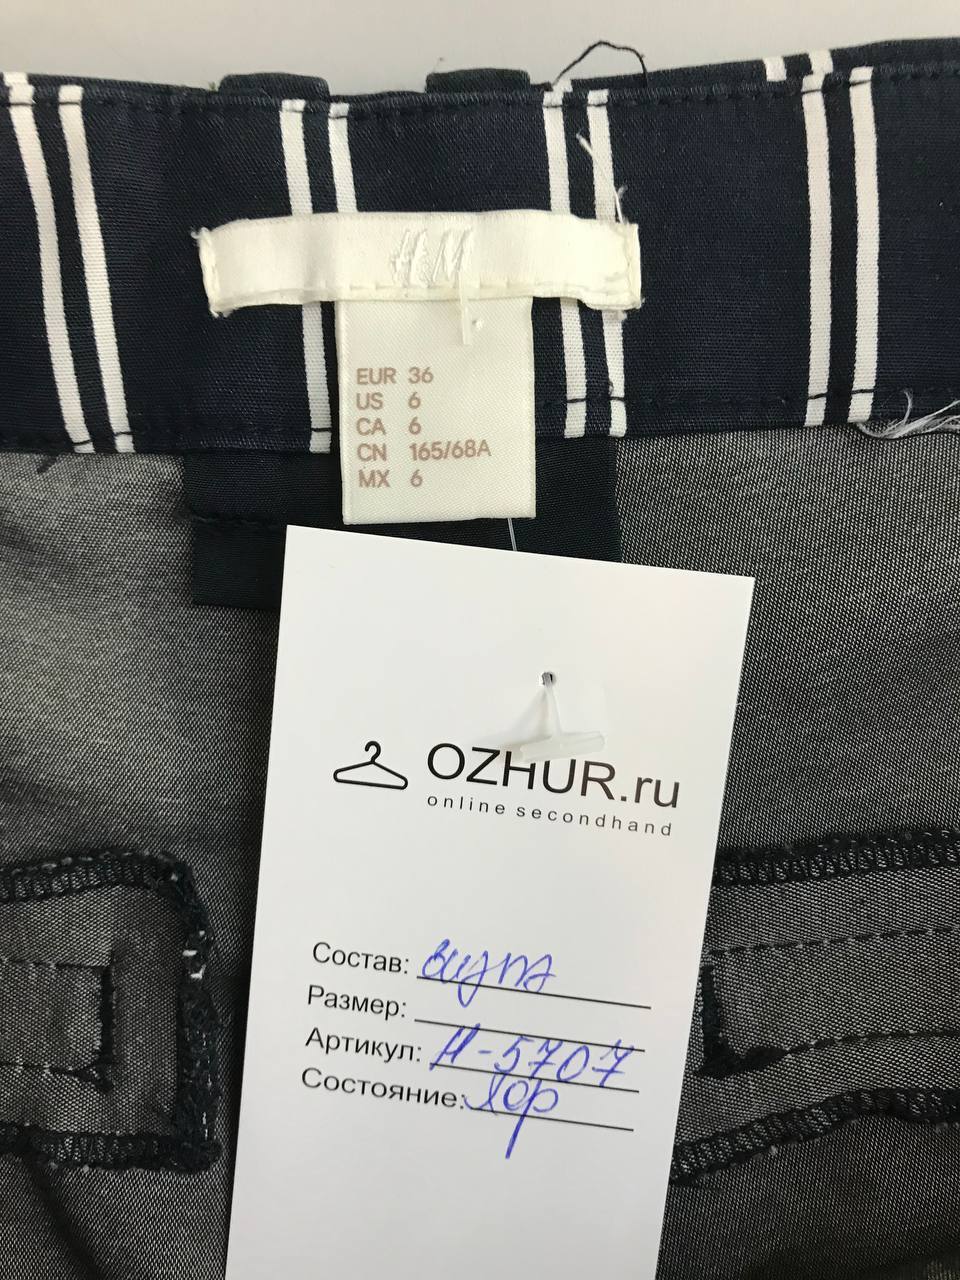 H&M
EUR 36
US 6
CA 6
CN 165/68A
MX 6
OZHUR.ru
online secondhand
Состав:
Размер:
Артикул: Н-5707
Состояние: Хор